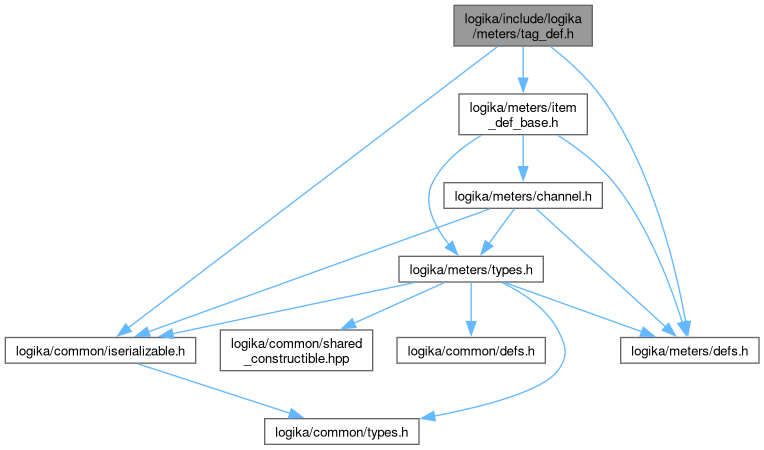 logika/include/logika
/meters/tag_def.h
logika/meters/item
_def_base.h
logika/meters/channel.h
logika/meters/types.h
logika/common/iserializable.h
logika/common/shared
_constructible.hpp
logika/common/defs.h
logika/meters/defs.h
logika/common/types.h